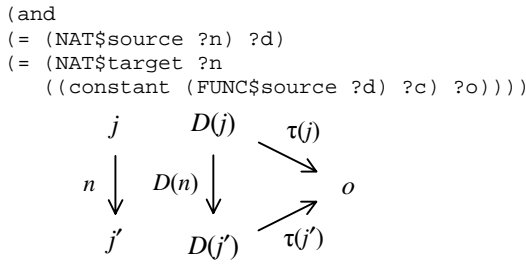 (and
(= (NAT$source ?n) ?d)
(= (NAT$target ?n
((constant (FUNC$source ?d) ?c) ?o))))
j D(j) τ(j)
n D(n) o
j′ D(j′) τ(j′)